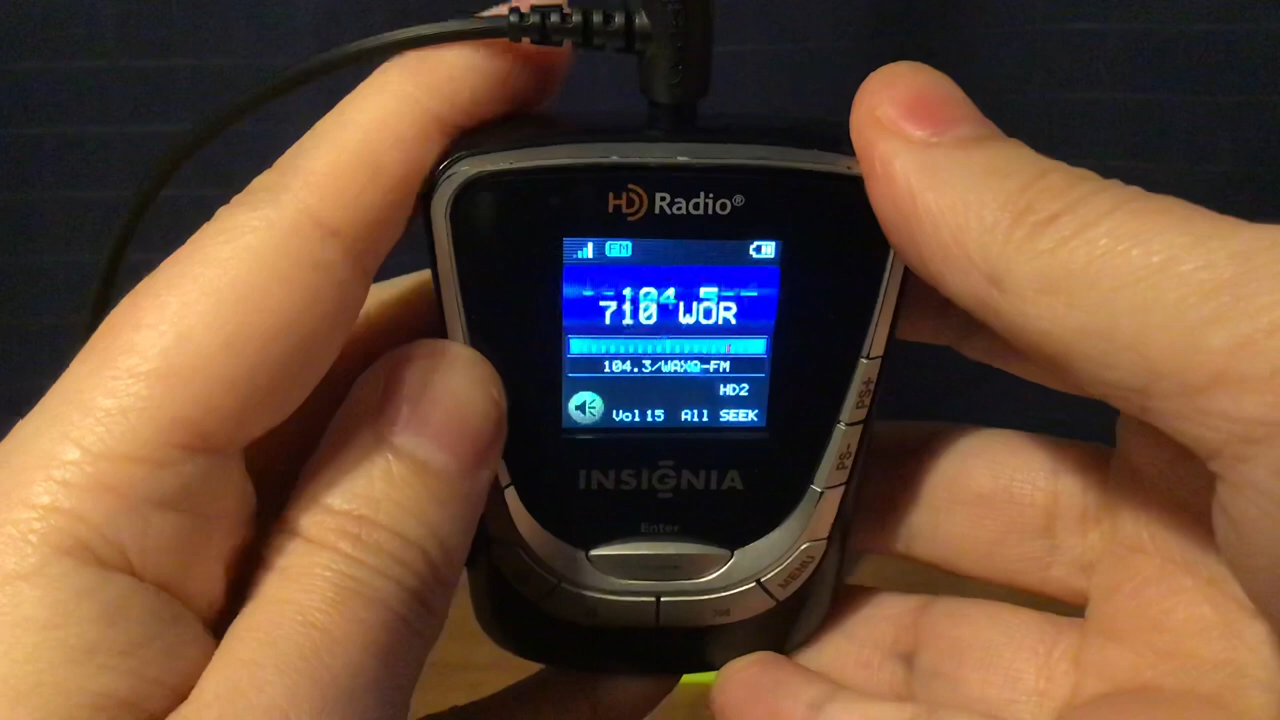 HD Radio®
FM
104.5
710 WOR
104.3/WAXQ-FM
HD2
Vol 15 All SEEK
PS+
PS-
INSIGNIA
Enter
MENU